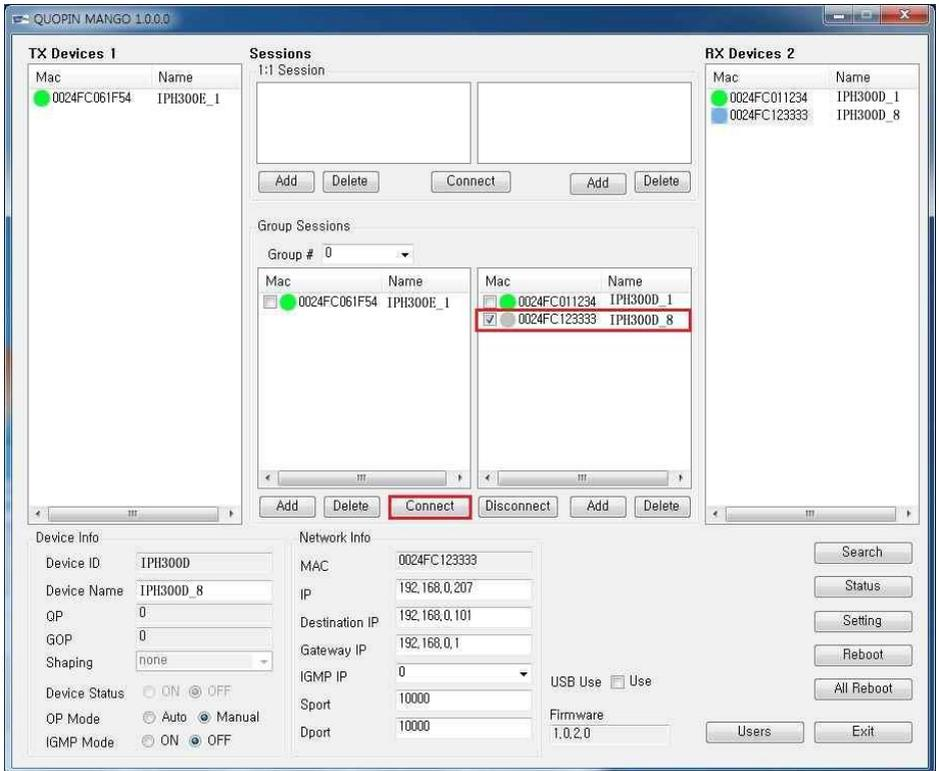 QUOPIN MANGO 1.0.0.0
TX Devices 1
Mac Name
0024FC061F54 IPH300E_1
Sessions
1:1 Session
Add Delete Connect Add Delete
Group Sessions
Group # 0
Mac Name
0024FC061F54 IPH300E_1
Mac Name
0024FC011234 IPH300D_1
0024FC123333 IPH300D_8
Add Delete Connect Disconnect Add Delete
RX Devices 2
Mac Name
0024FC011234 IPH300D_1
0024FC123333 IPH300D_8
Device Info
Device ID IPH300D
Device Name IPH300D_8
QP 0
GOP 0
Shaping none
Device Status ON OFF
OP Mode Auto Manual
IGMP Mode ON OFF
Network Info
MAC 0024FC123333
IP 192,168,0,207
Destination IP 192,168,0,101
Gateway IP 192,168,0,1
IGMP IP 0
Sport 10000
Dport 10000
USB Use Use
Firmware
1,0,2,0
Search
Status
Setting
Reboot
All Reboot
Users Exit